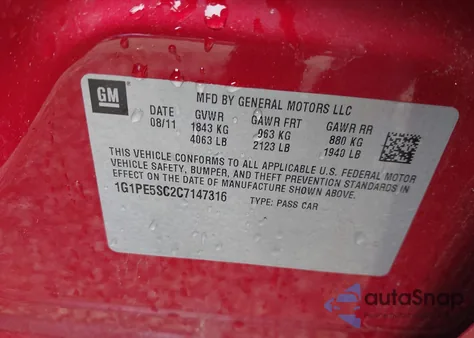 GM
MFD BY GENERAL MOTORS LLC
DATE GVWR GAWR FRT GAWR RR
08/11 1843 KG 963 KG 880 KG
4063 LB 2123 LB 1940 LB
THIS VEHICLE CONFORMS TO ALL APPLICABLE U.S. FEDERAL MOTOR
VEHICLE SAFETY, BUMPER, AND THEFT PREVENTION STANDARDS IN
EFFECT ON THE DATE OF MANUFACTURE SHOWN ABOVE.
1G1PE5SC2C7147316 TYPE: PASS CAR
autoSnap